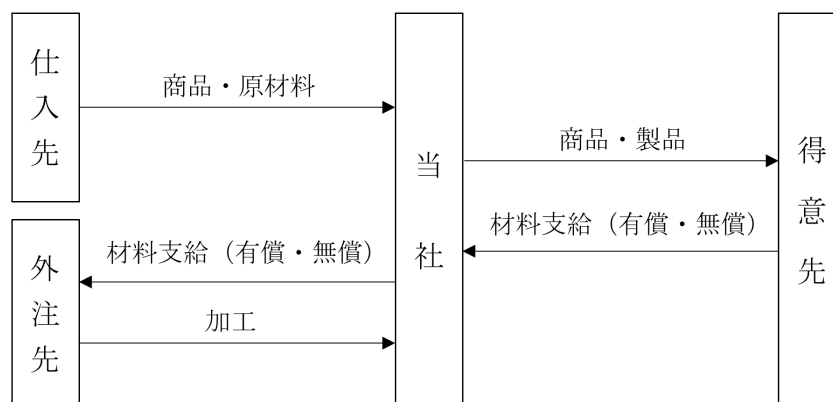 仕入先
商品・原材料
当社
商品・製品
得意先
材料支給（有償・無償）
外注先
材料支給（有償・無償）
加工